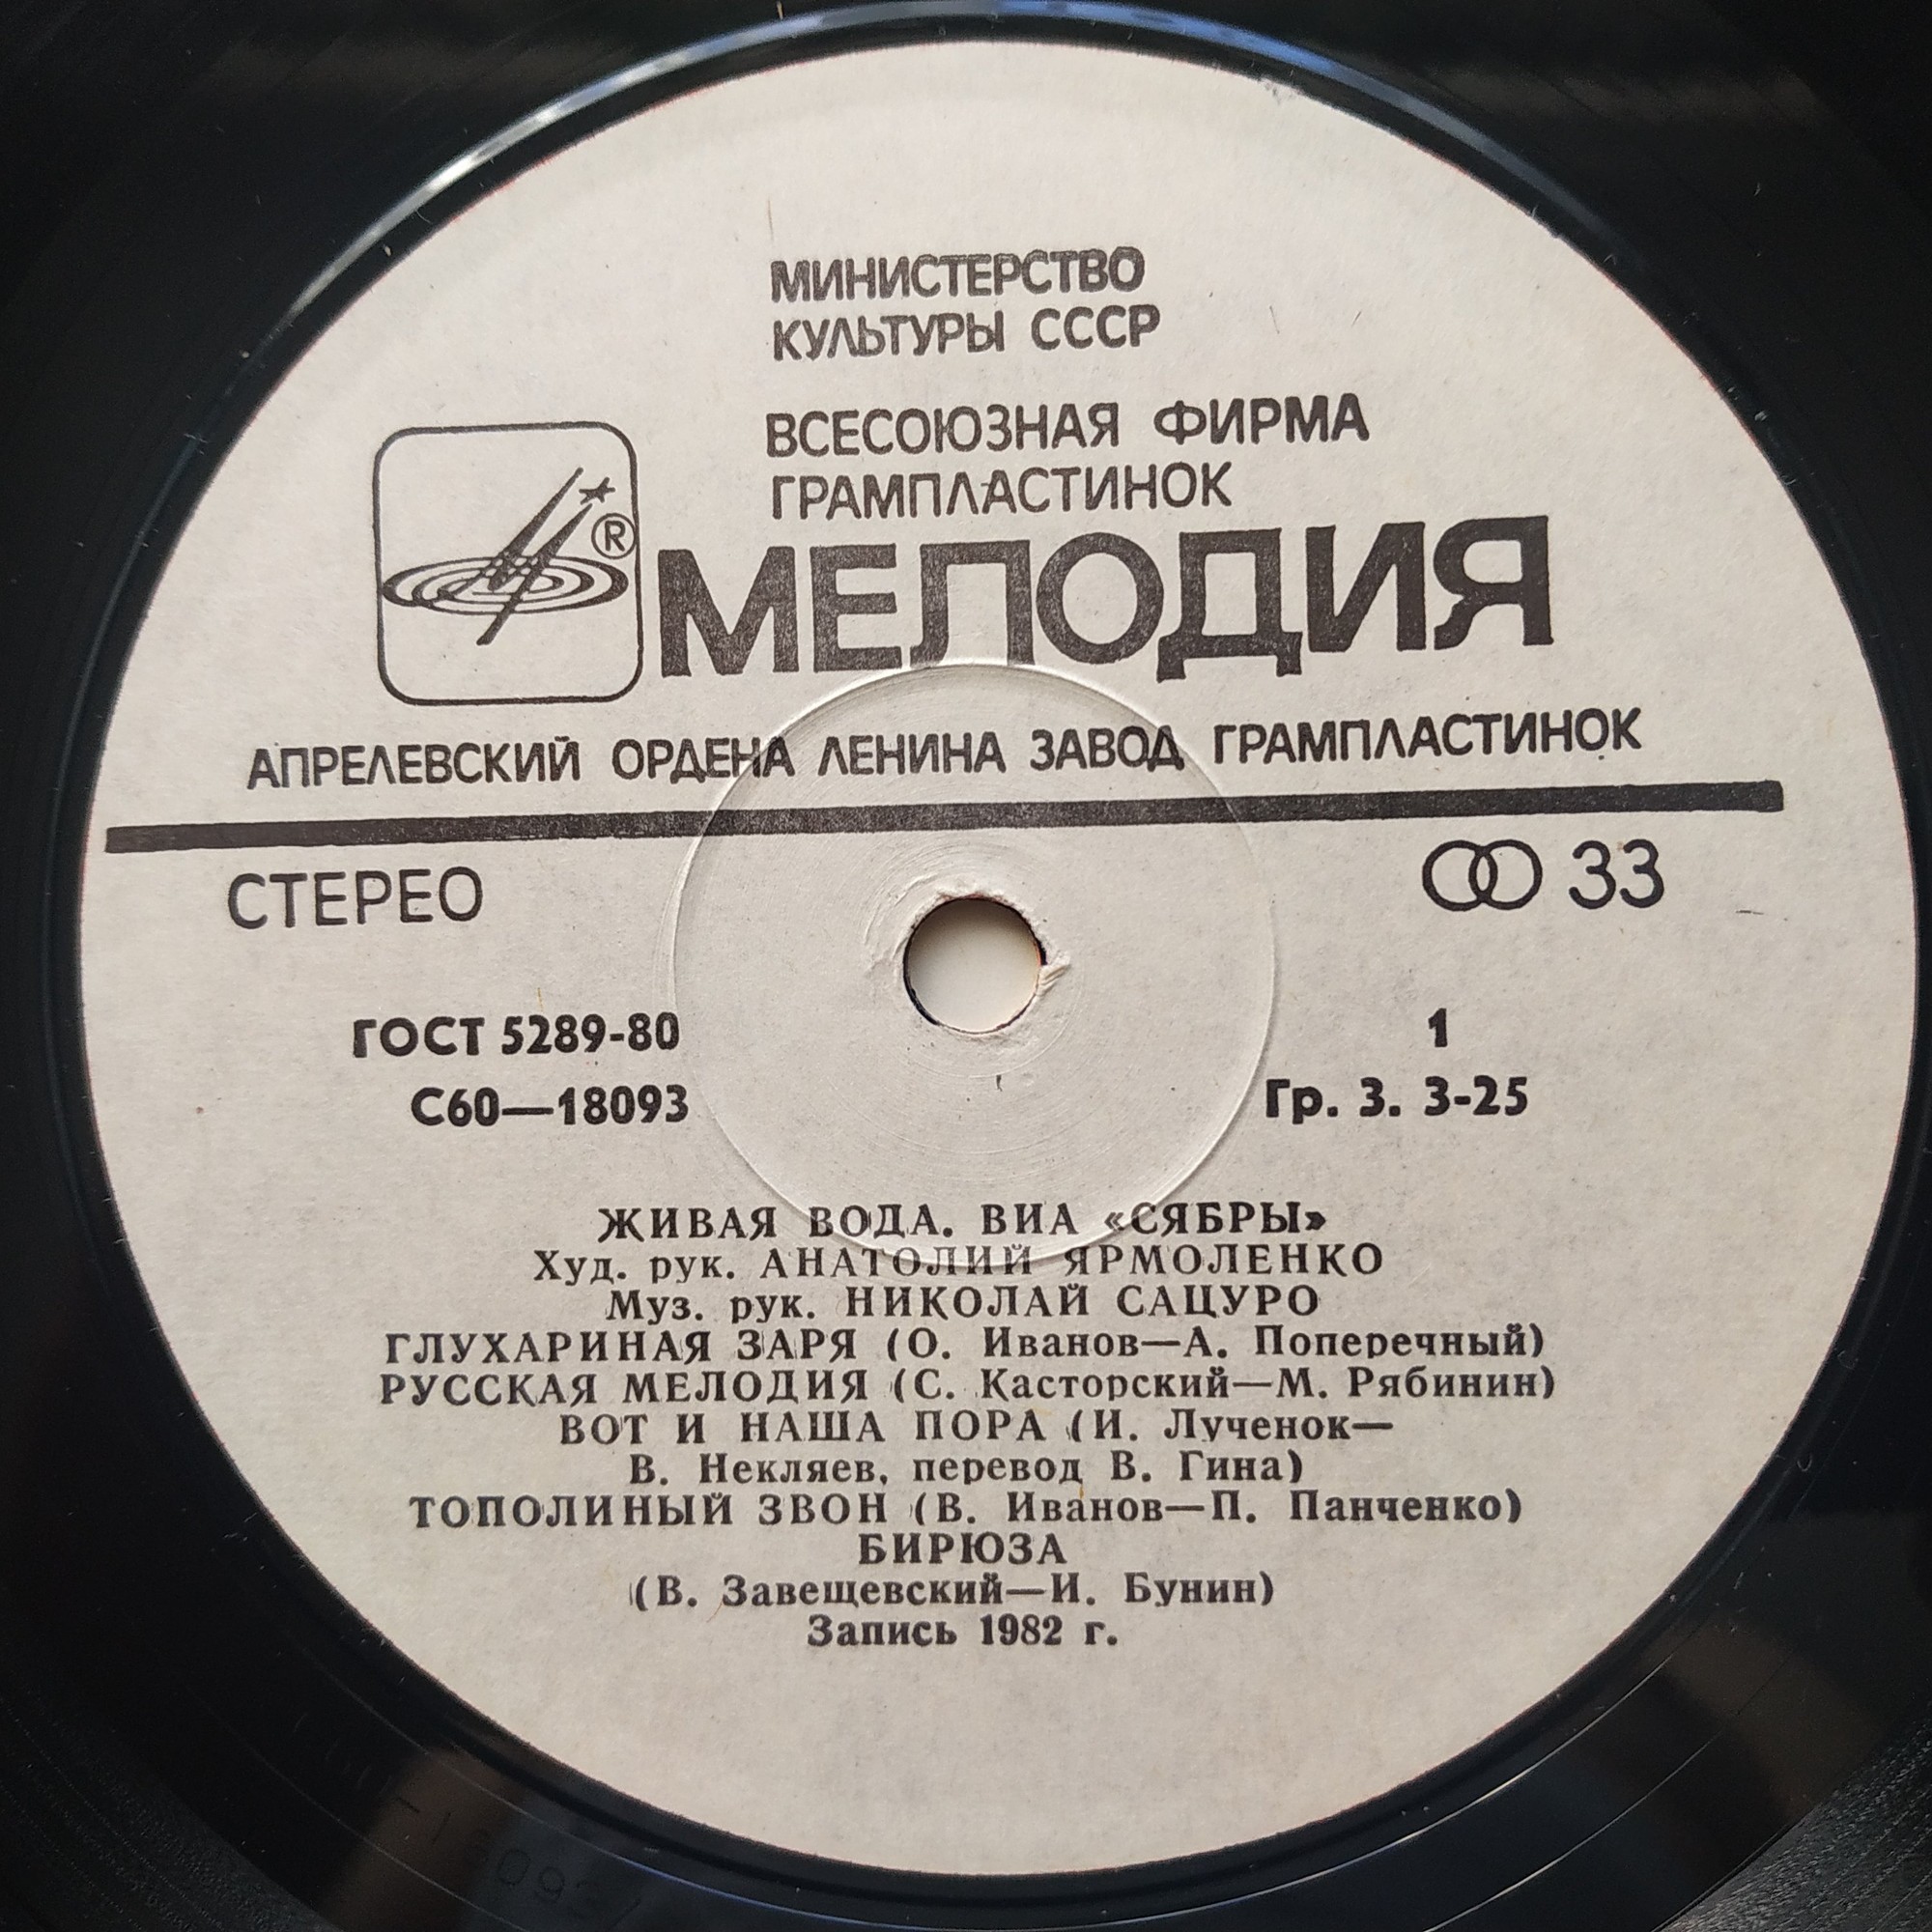 МИНИСТЕРСТВО
КУЛЬТУРЫ СССР
ВСЕСОЮЗНАЯ ФИРМА
ГРАМПЛАСТИНОК
®
МЕЛОДИЯ
АПРЕЛЕВСКИЙ ОРДЕНА ЛЕНИНА ЗАВОД ГРАМПЛАСТИНОК
СТЕРЕО
33
ГОСТ 5289-80
1
С60—18093
Гр. 3. 3-25
ЖИВАЯ ВОДА. ВИА «СЯБРЫ»
Худ. рук. АНАТОЛИЙ ЯРМОЛЕНКО
Муз. рук. НИКОЛАЙ САЦУРО
ГЛУХАРИНАЯ ЗАРЯ (О. Иванов—А. Поперечный)
РУССКАЯ МЕЛОДИЯ (С. Касторский—М. Рябинин)
ВОТ И НАША ПОРА (И. Лученок—
В. Некляев, перевод В. Гина)
ТОПОЛИНЫЙ ЗВОН (В. Иванов—П. Панченко)
БИРЮЗА
(В. Завещевский—И. Бунин)
Запись 1982 г.